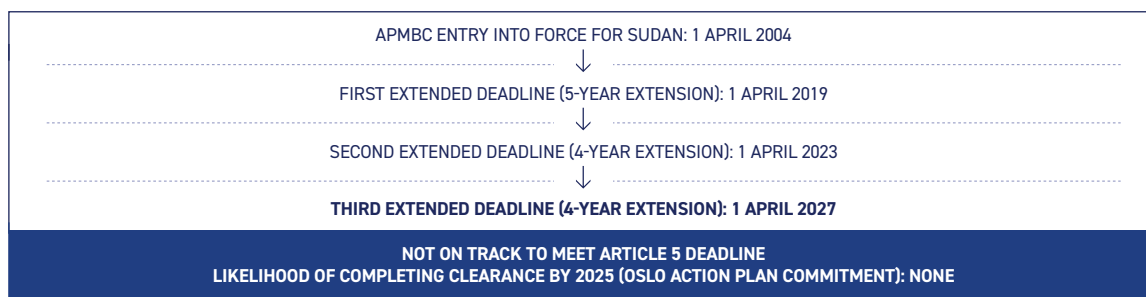 APMBC ENTRY INTO FORCE FOR SUDAN: 1 APRIL 2004
FIRST EXTENDED DEADLINE (5-YEAR EXTENSION): 1 APRIL 2019
SECOND EXTENDED DEADLINE (4-YEAR EXTENSION): 1 APRIL 2023
THIRD EXTENDED DEADLINE (4-YEAR EXTENSION): 1 APRIL 2027
NOT ON TRACK TO MEET ARTICLE 5 DEADLINE
LIKELIHOOD OF COMPLETING CLEARANCE BY 2025 (OSLO ACTION PLAN COMMITMENT): NONE